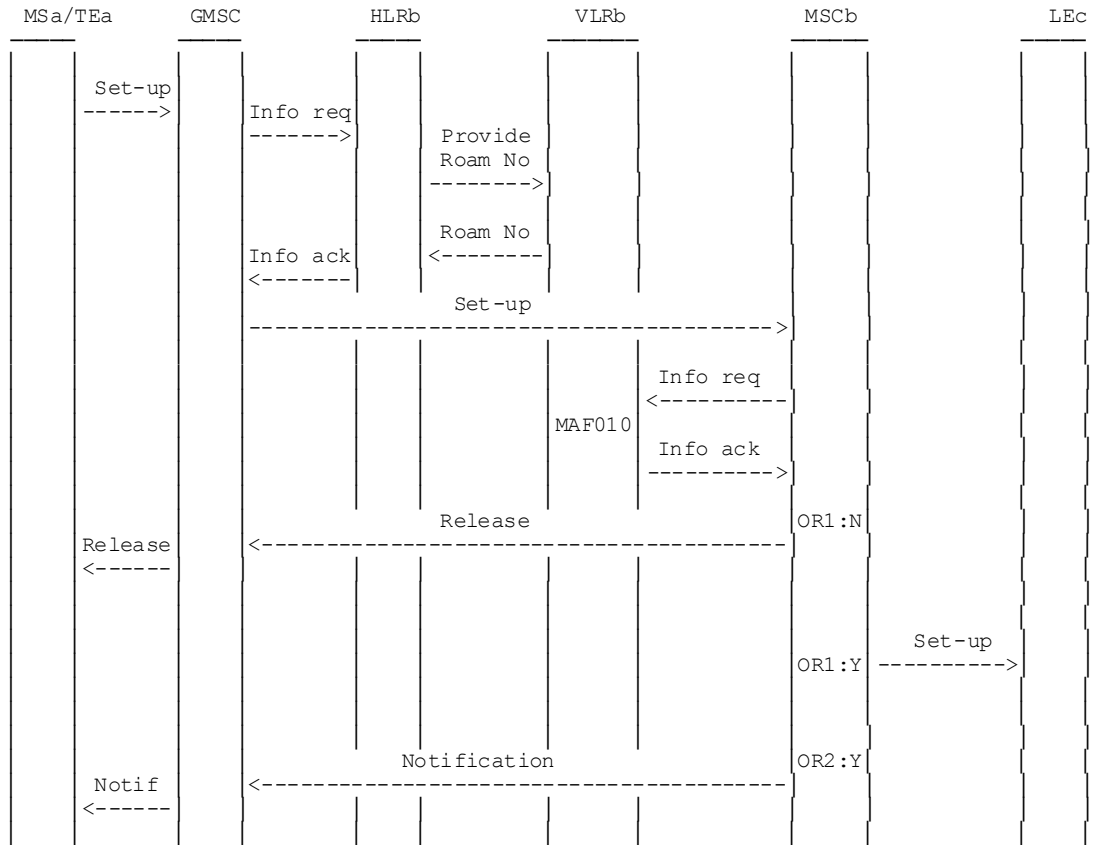 MSa/TEa GMSC HLRb VLRb MSCb LEc
Set-up
Info req
Provide
Roam No
Roam No
Info ack
Set-up
Info req
MAF010
Info ack
Release OR1:N
Release
Set-up
OR1:Y
Notification OR2:Y
Notif